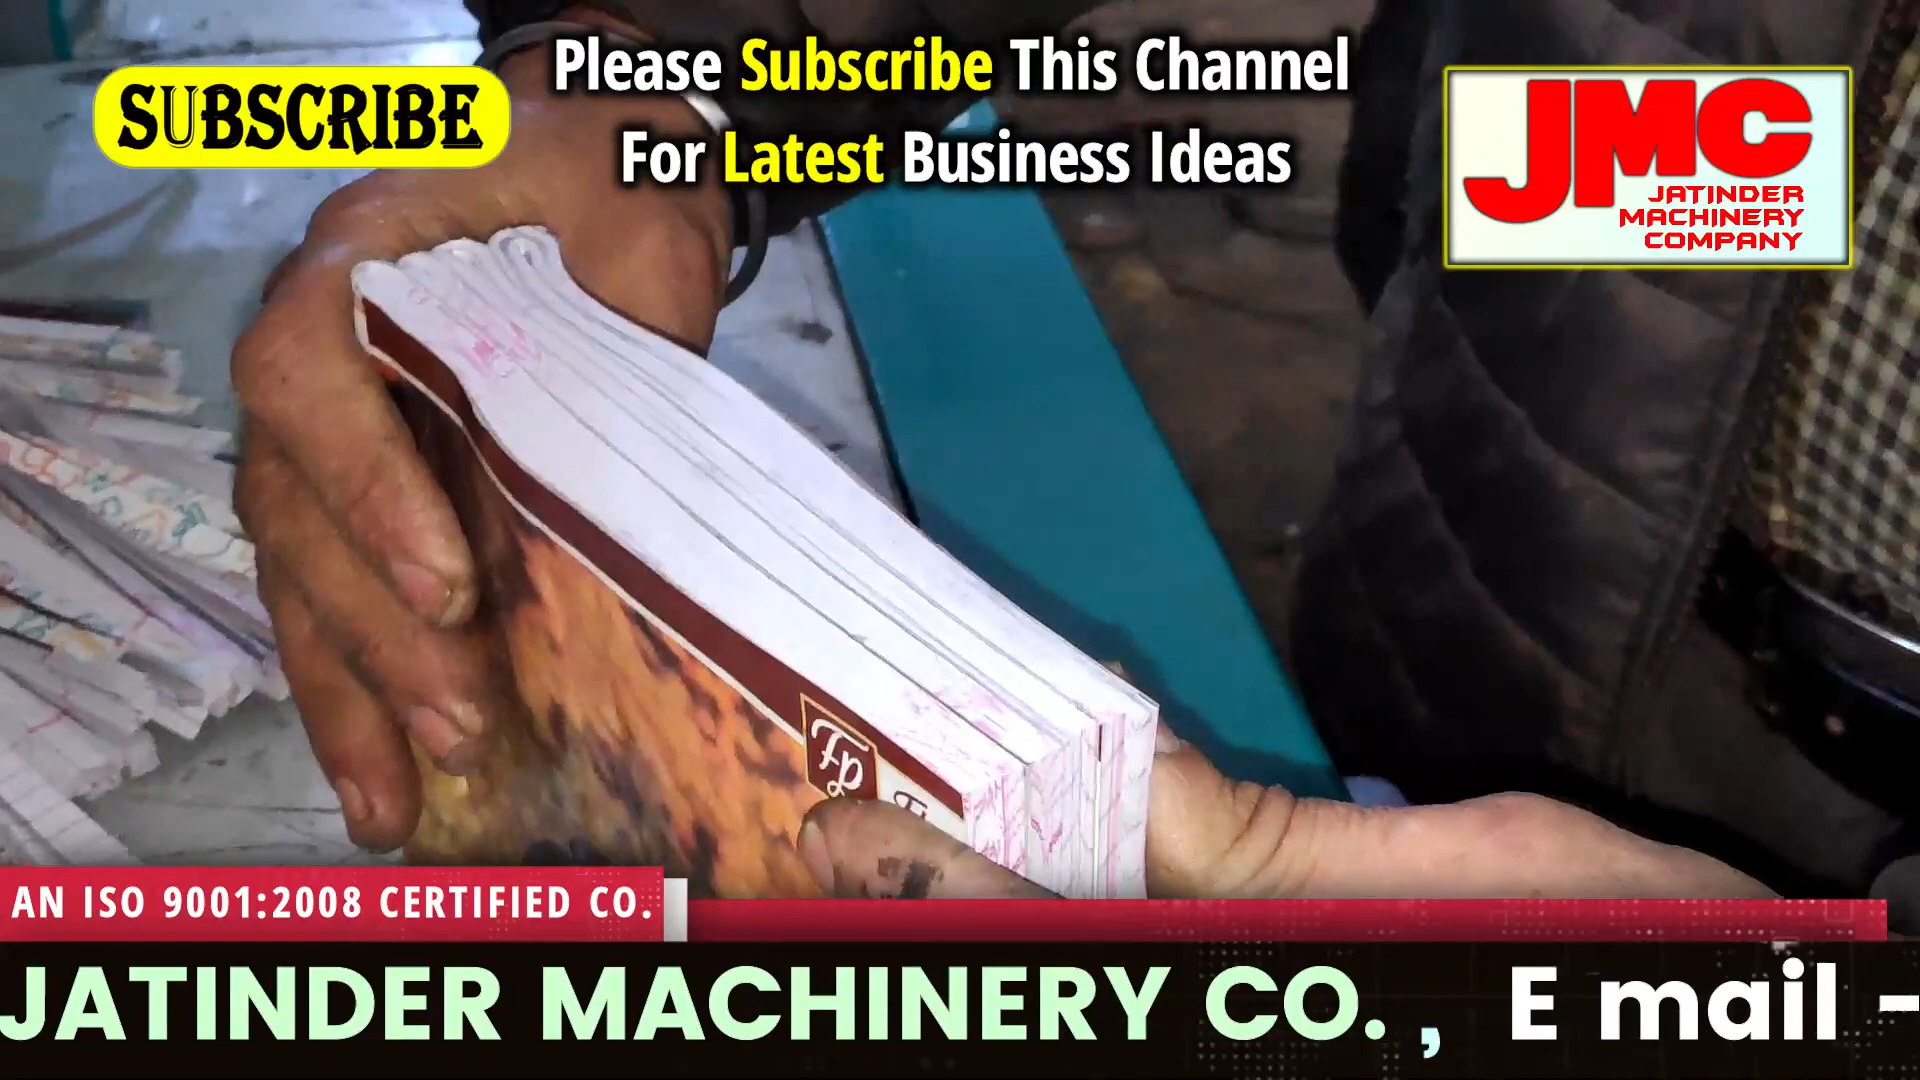 SUBSCRIBE
Please Subscribe This Channel
For Latest Business Ideas
JMC
JATINDER
MACHINERY
COMPANY
Fp
AN ISO 9001:2008 CERTIFIED CO.
JATINDER MACHINERY CO. , E mail -